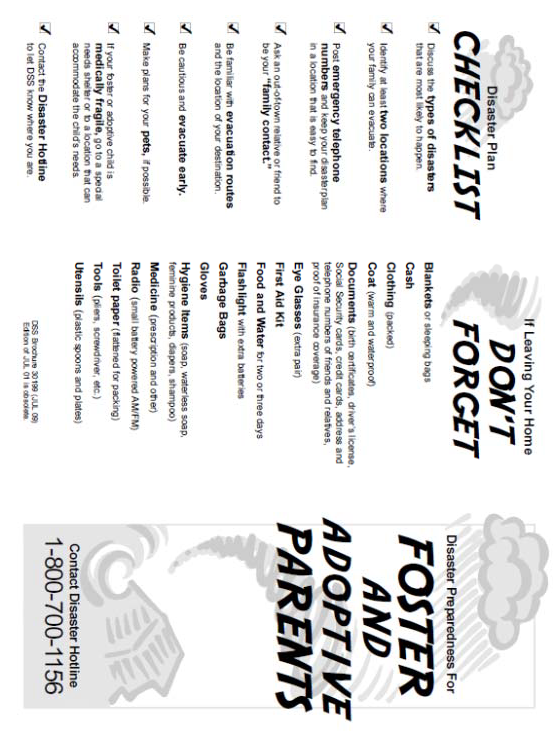 Disaster Plan
CHECKLIST
Discuss the types of disasters
that are most likely to happen.
Identify at least two locations where
your family can evacuate.
Post emergency telephone
numbers and keep your disaster plan
in a location that is easy to find.
Ask an out-of-town relative or friend to
be your "family contact."
Be familiar with evacuation routes
and the location of your destination.
Be cautious and evacuate early.
Make plans for your pets, if possible.
If your foster or adoptive child is
medically fragile, go to a special
needs shelter or to a location that can
accommodate the child's needs.
Contact the Disaster Hotline
to let DSS know where you are.
If Leaving Your Home
DON'T
FORGET
Blankets or sleeping bags
Cash
Clothing (packed)
Coat (warm and waterproof)
Documents (birth certificates, driver's license,
Social Security cards, credit cards, address and
telephone numbers of friends and relatives,
proof of insurance coverage)
Eye Glasses (extra pair)
First Aid Kit
Food and Water for two or three days
Flashlight with extra batteries
Garbage Bags
Gloves
Hygiene Items (soap, waterless soap,
feminine products, diapers, shampoo)
Medicine (prescription and other)
Radio (small battery powered AM/FM)
Toilet paper (flattened for packing)
Tools (pliers, screwdriver, etc.)
Utensils (plastic spoons and plates)
DSS Brochure 30199 (JUL 09)
Edition of JUL 01 is obsolete.
Disaster Preparedness For
FOSTER
AND
ADOPTIVE
PARENTS
Contact Disaster Hotline
1-800-700-1156